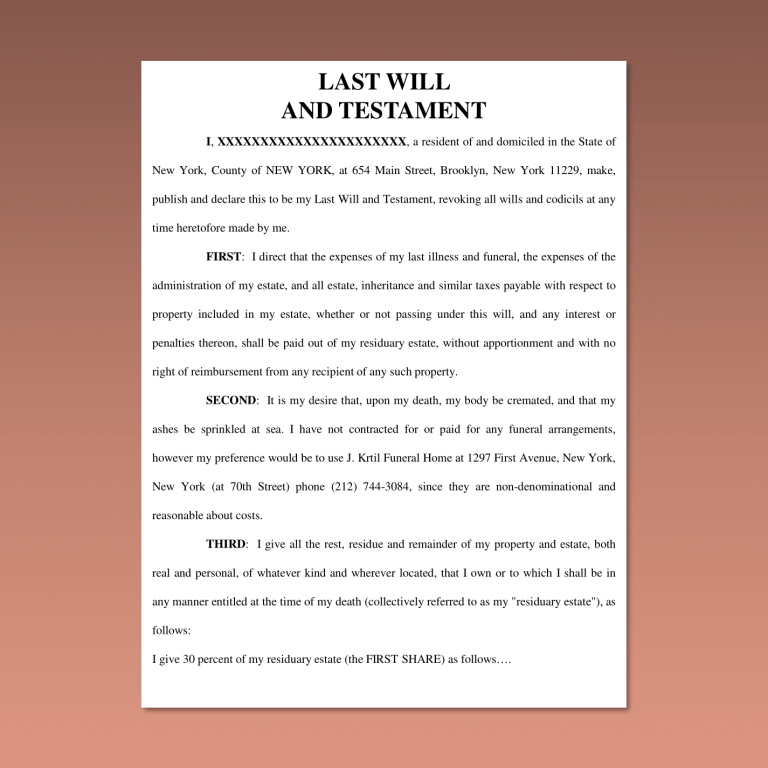 LAST WILL
AND TESTAMENT
I, XXXXXXXXXXXXXXXXXXXXXX, a resident of and domiciled in the State of
New York, County of NEW YORK, at 654 Main Street, Brooklyn, New York 11229, make,
publish and declare this to be my Last Will and Testament, revoking all wills and codicils at any
time heretofore made by me.
FIRST:  I direct that the expenses of my last illness and funeral, the expenses of the
administration of my estate, and all estate, inheritance and similar taxes payable with respect to
property included in my estate, whether or not passing under this will, and any interest or
penalties thereon, shall be paid out of my residuary estate, without apportionment and with no
right of reimbursement from any recipient of any such property.
SECOND:  It is my desire that, upon my death, my body be cremated, and that my
ashes be sprinkled at sea. I have not contracted for or paid for any funeral arrangements,
however my preference would be to use J. Krtil Funeral Home at 1297 First Avenue, New York,
New York (at 70th Street) phone (212) 744-3084, since they are non-denominational and
reasonable about costs.
THIRD:  I give all the rest, residue and remainder of my property and estate, both
real and personal, of whatever kind and wherever located, that I own or to which I shall be in
any manner entitled at the time of my death (collectively referred to as my "residuary estate"), as
follows:
I give 30 percent of my residuary estate (the FIRST SHARE) as follows….